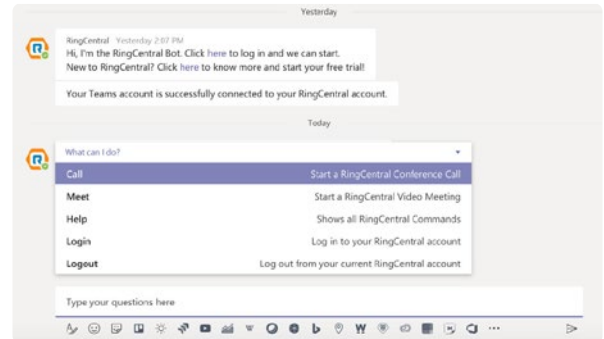 Yesterday
RingCentral Yesterday 2:07 PM
Hi, I'm the RingCentral Bot. Click here to log in and we can start.
New to RingCentral? Click here to know more and start your free trial!
Your Teams account is successfully connected to your RingCentral account.
Today
What can I do?
Call Start a RingCentral Conference Call
Meet Start a RingCentral Video Meeting
Help Shows all RingCentral Commands
Login Log in to your RingCentral account
Logout Log out from your current RingCentral account
Type your questions here